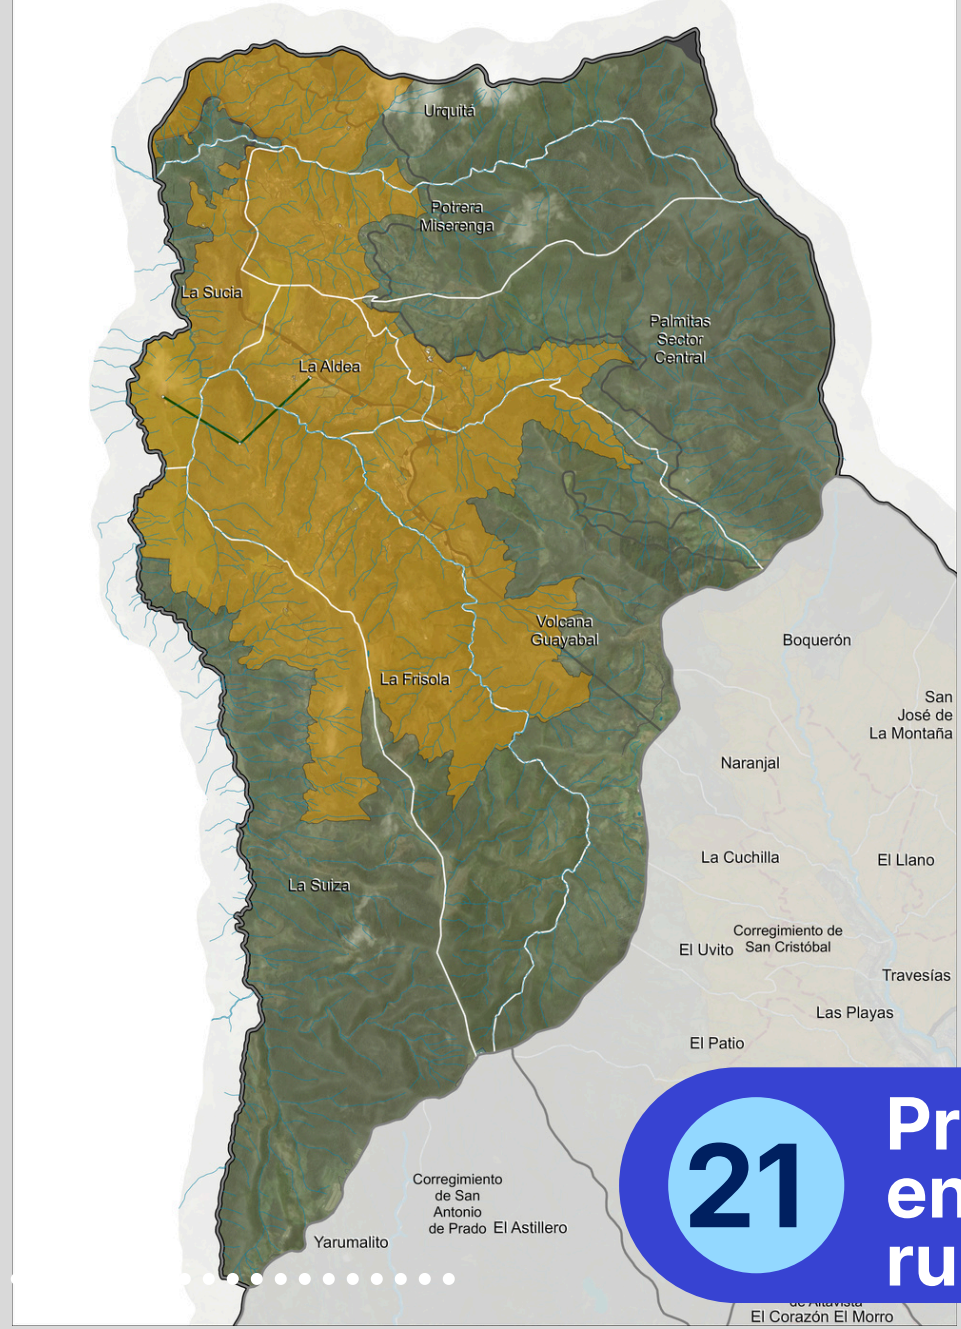 Urquitá
Potrera
Miserenga
La Sucia
Palmitas
Sector
Central
La Aldea
Volcana
Guayabal
La Frisola
La Suiza
Boquerón
San
José de
La Montaña
Naranjal
La Cuchilla
El Llano
Corregimiento de
San Cristóbal
El Uvito
Travesías
Las Playas
El Patio
Corregimiento
de San
Antonio
de Prado
El Astillero
Yarumalito
21
Pr
en
ru
de Altavista
El Corazón El Morro